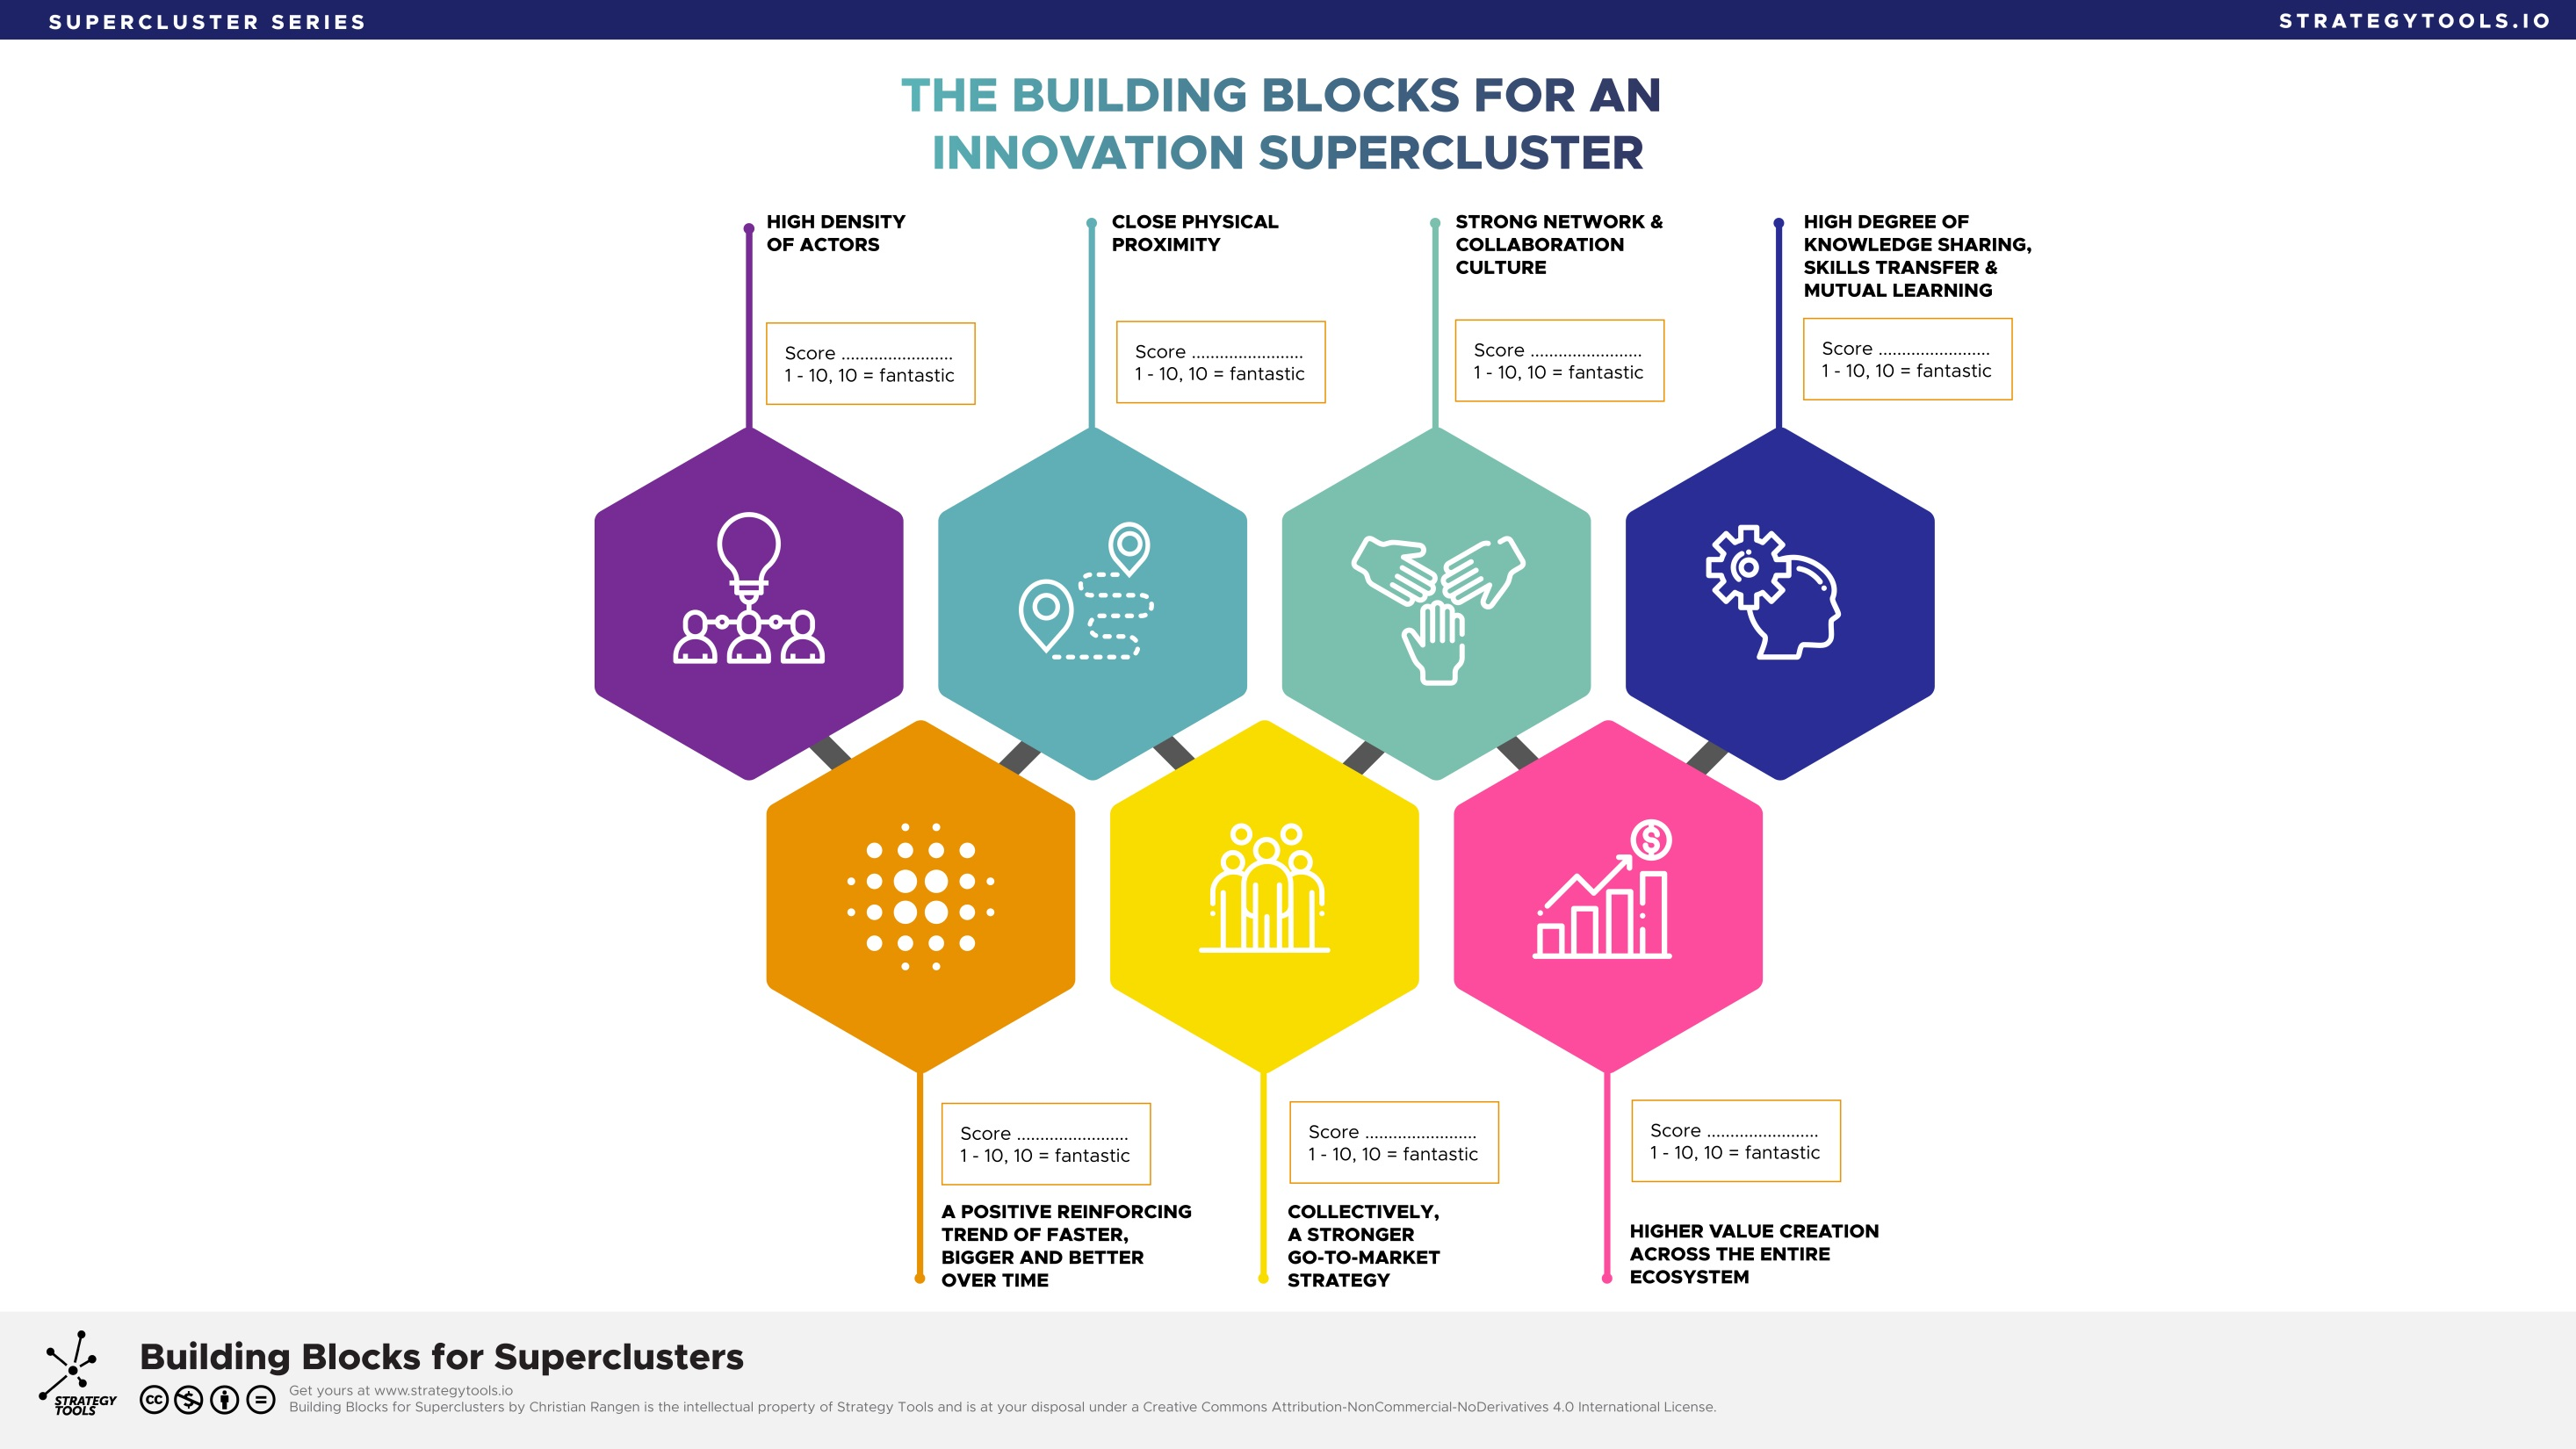 SUPERCLUSTER SERIES
STRATEGYTOOLS.IO
THE BUILDING BLOCKS FOR AN
INNOVATION SUPERCLUSTER
HIGH DENSITY
OF ACTORS
Score ........................
1 - 10, 10 = fantastic
CLOSE PHYSICAL
PROXIMITY
Score ........................
1 - 10, 10 = fantastic
STRONG NETWORK &
COLLABORATION
CULTURE
Score ........................
1 - 10, 10 = fantastic
HIGH DEGREE OF
KNOWLEDGE SHARING,
SKILLS TRANSFER &
MUTUAL LEARNING
Score ........................
1 - 10, 10 = fantastic
$
Score ........................
1 - 10, 10 = fantastic
A POSITIVE REINFORCING
TREND OF FASTER,
BIGGER AND BETTER
OVER TIME
Score ........................
1 - 10, 10 = fantastic
COLLECTIVELY,
A STRONGER
GO-TO-MARKET
STRATEGY
Score ........................
1 - 10, 10 = fantastic
HIGHER VALUE CREATION
ACROSS THE ENTIRE
ECOSYSTEM
STRATEGY
TOOLS
Building Blocks for Superclusters
cc $ =
Get yours at www.strategytools.io
Building Blocks for Superclusters by Christian Rangen is the intellectual property of Strategy Tools and is at your disposal under a Creative Commons Attribution-NonCommercial-NoDerivatives 4.0 International License.